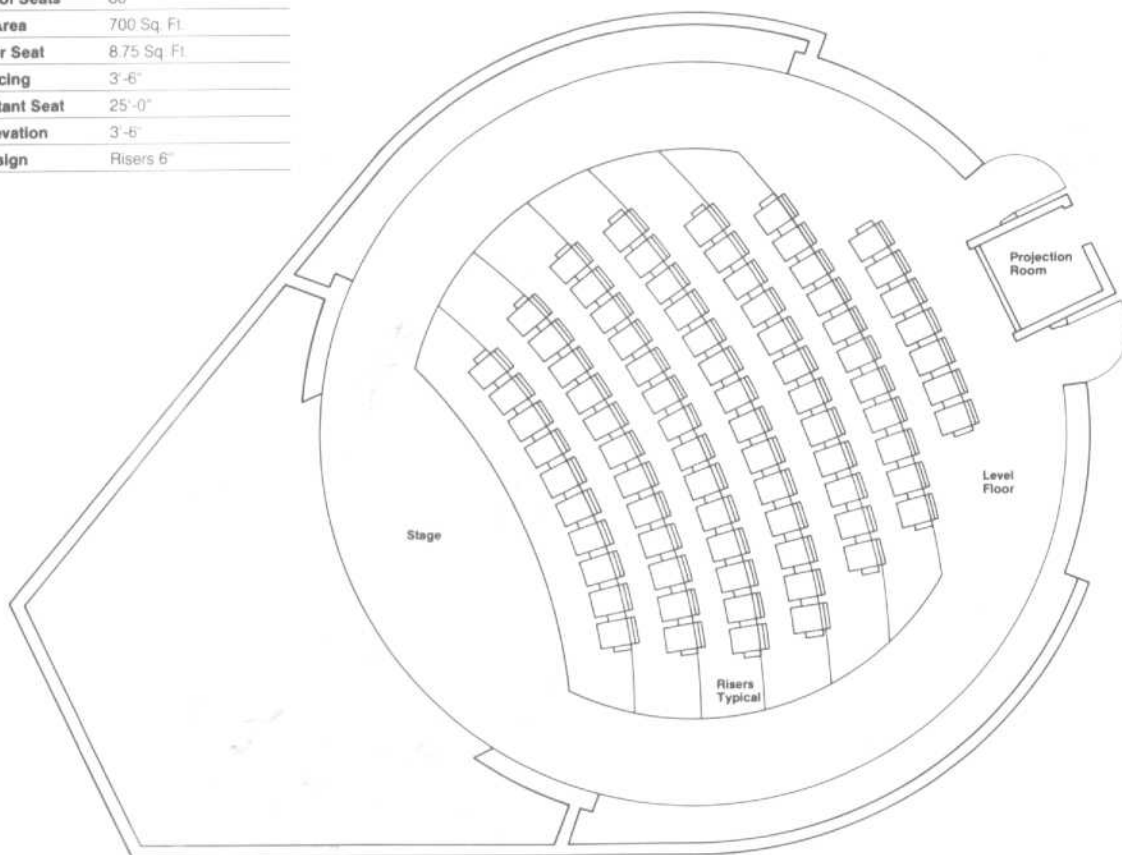 of Seats
Area 700 Sq. Ft.
r Seat 8.75 Sq. Ft.
cing 3'-6"
tant Seat 25'-0"
evation 3'-6"
sign Risers 6"
Projection
Room
Level
Floor
Stage
Risers
Typical